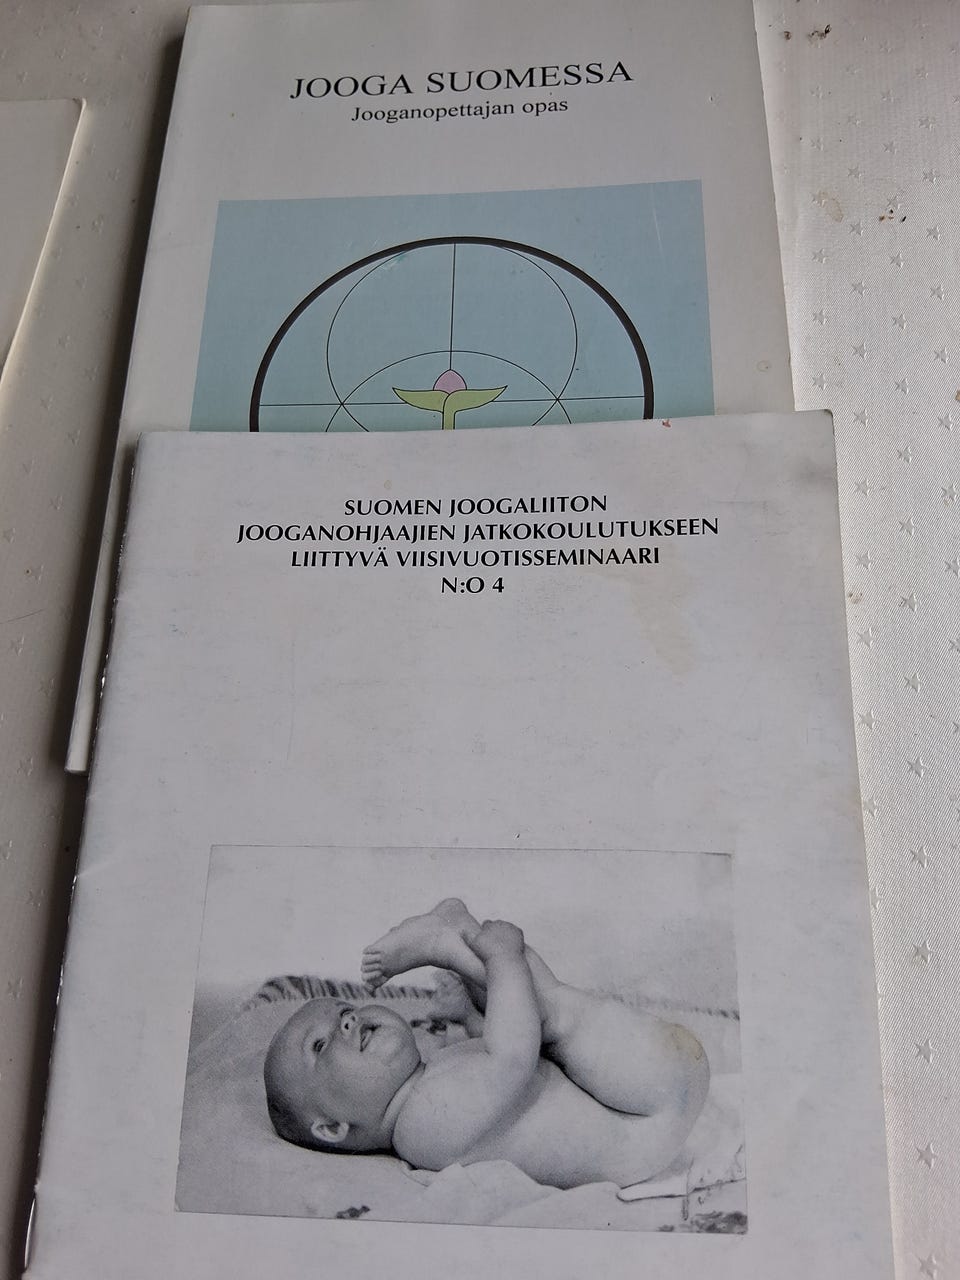 JOOGA SUOMESSA
Jooganopettajan opas
SUOMEN JOOGALIITON
JOOGANOHJAAJIEN JATKOKOULUTUKSEEN
LIITTYVÄ VIISIVUOTISSEMINAARI
N:O 4